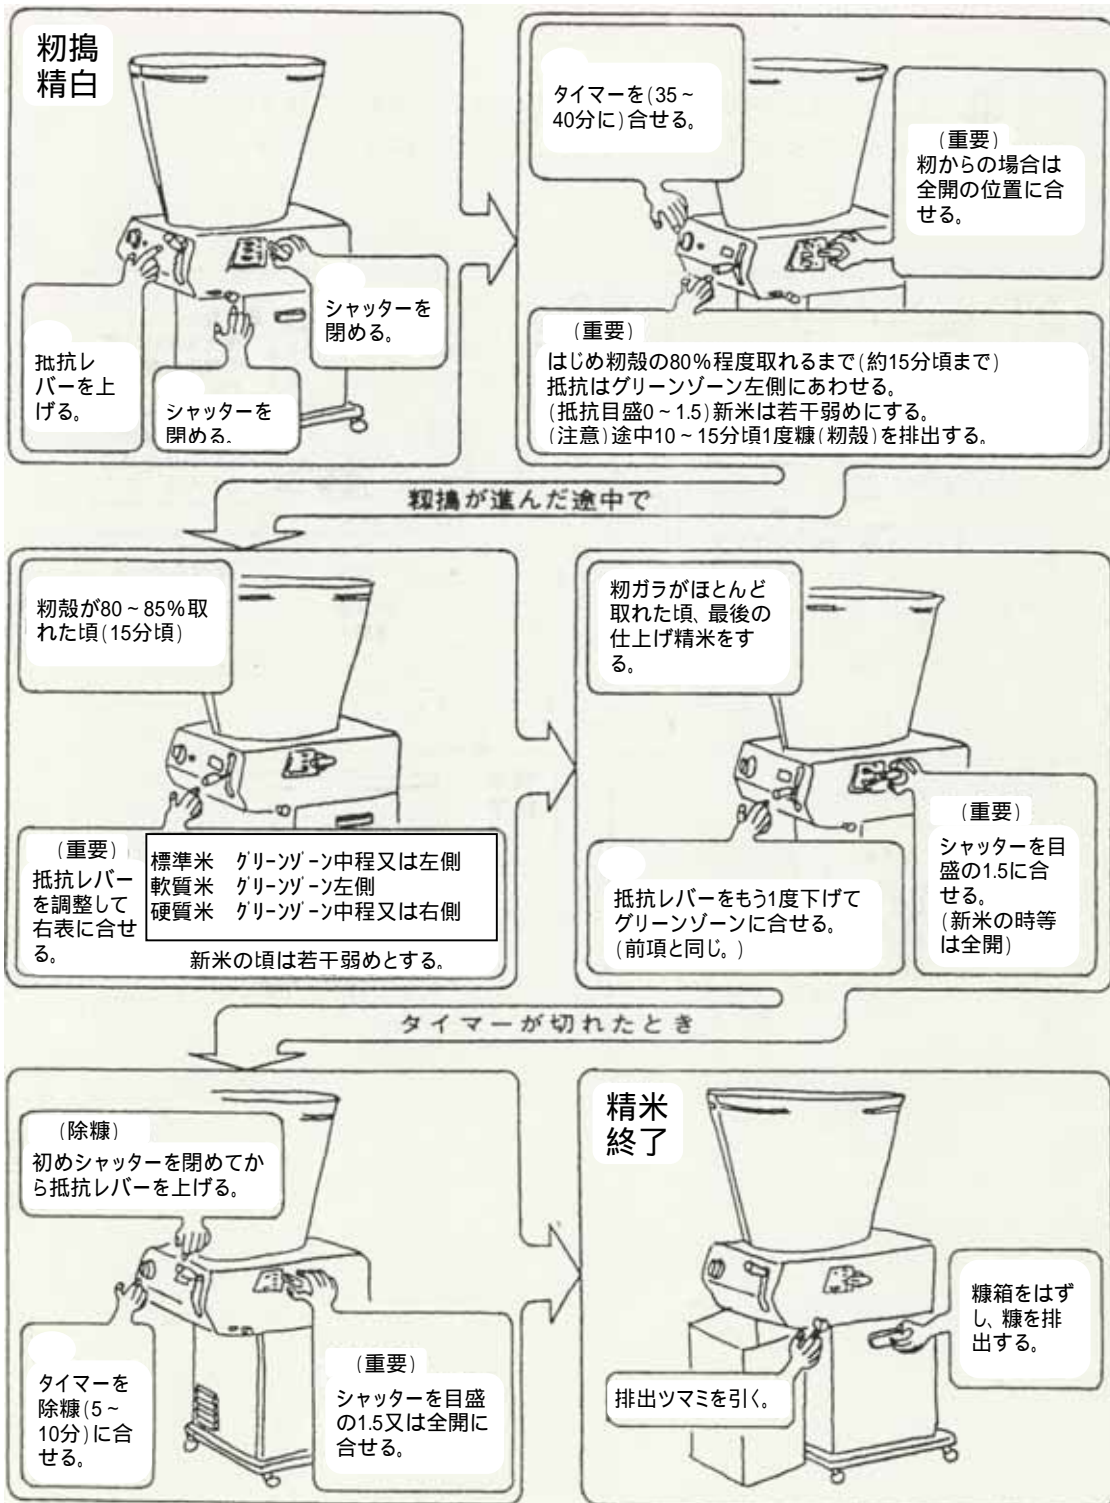 籾搗
精白
抵抗レ
バーを上
げる。
シャッターを
閉める。
シャッターを
閉める。
タイマーを(35～
40分に)合せる。
(重要)
籾からの場合は
全開の位置に合
せる。
(重要)
はじめ籾殻の80%程度取れるまで(約15分頃まで)
抵抗はグリーンゾーン左側にあわせる。
(抵抗目盛0～1.5)新米は若干弱めにする。
(注意)途中10～15分頃1度糠(籾殻)を排出する。
籾搗が進んだ途中で
籾殻が80～85%取
れた頃(15分頃)
(重要)
抵抗レバー
を調整して
右表に合せ
る。
標準米 グリーンゾーン中程又は左側
軟質米 グリーンゾーン左側
硬質米 グリーンゾーン中程又は右側
新米の頃は若干弱めとする。
籾ガラがほとんど
取れた頃、最後の
仕上げ精米をす
る。
抵抗レバーをもう1度下げて
グリーンゾーンに合せる。
(前項と同じ。)
(重要)
シャッターを目
盛の1.5に合
せる。
(新米の時等
は全開)
タイマーが切れたとき
(除糠)
初めシャッターを閉めてか
ら抵抗レバーを上げる。
タイマーを
除糠(5～
10分)に合
せる。
(重要)
シャッターを目盛
の1.5又は全開に
合せる。
精米
終了
排出ツマミを引く。
糠箱をはず
し、糠を排
出する。